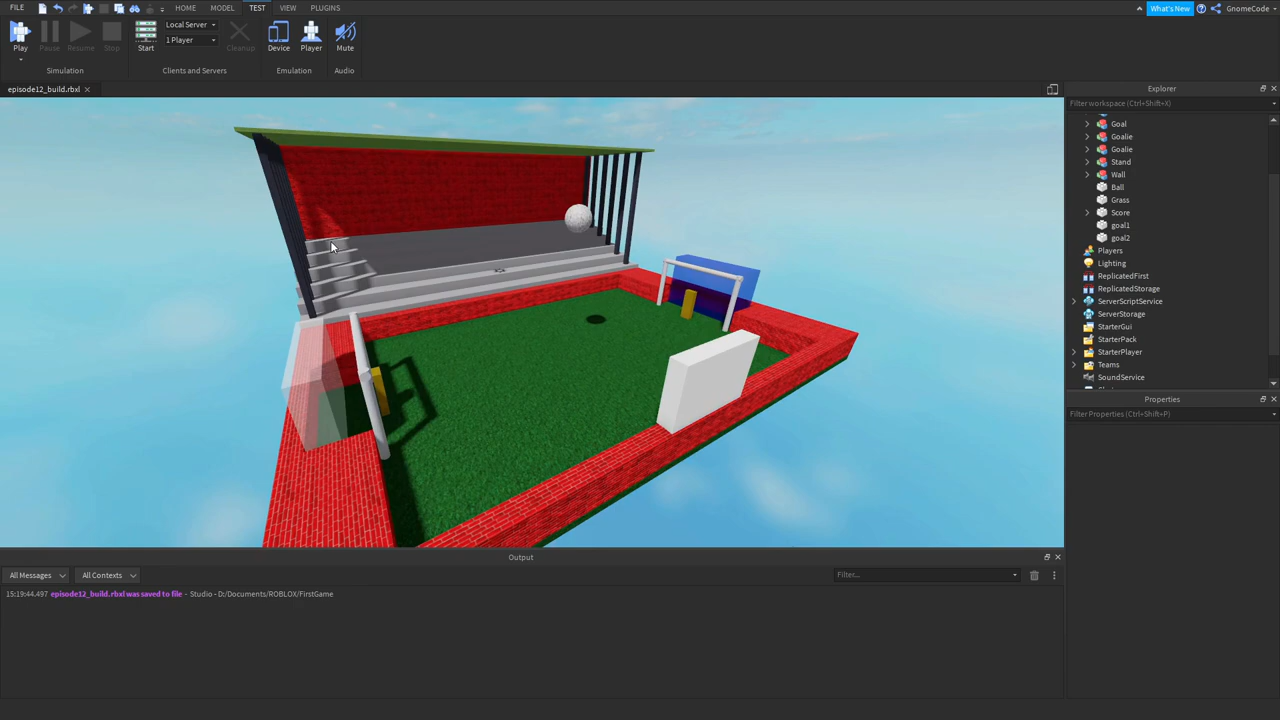 FILE
HOME
MODEL
TEST
VIEW
PLUGINS
What's New
GnomeCode
Play
Pause
Resume
Stop
Start
Local Server
1 Player
Cleanup
Device
Player
Mute
Simulation
Clients and Servers
Emulation
Audio
episode12_build.rbxl
Explorer
Filter workspace (Ctrl+Shift+X)
Goal
Goalie
Goalie
Stand
Wall
Ball
Grass
Score
goal1
goal2
Players
Lighting
ReplicatedFirst
ReplicatedStorage
ServerScriptService
ServerStorage
StarterGui
StarterPack
StarterPlayer
Teams
SoundService
Properties
Filter Properties (Ctrl+Shift+P)
Output
All Messages
All Contexts
Filter...
15:19:44.497 episode12_build.rbxl was saved to file - Studio - D:/Documents/ROBLOX/FirstGame